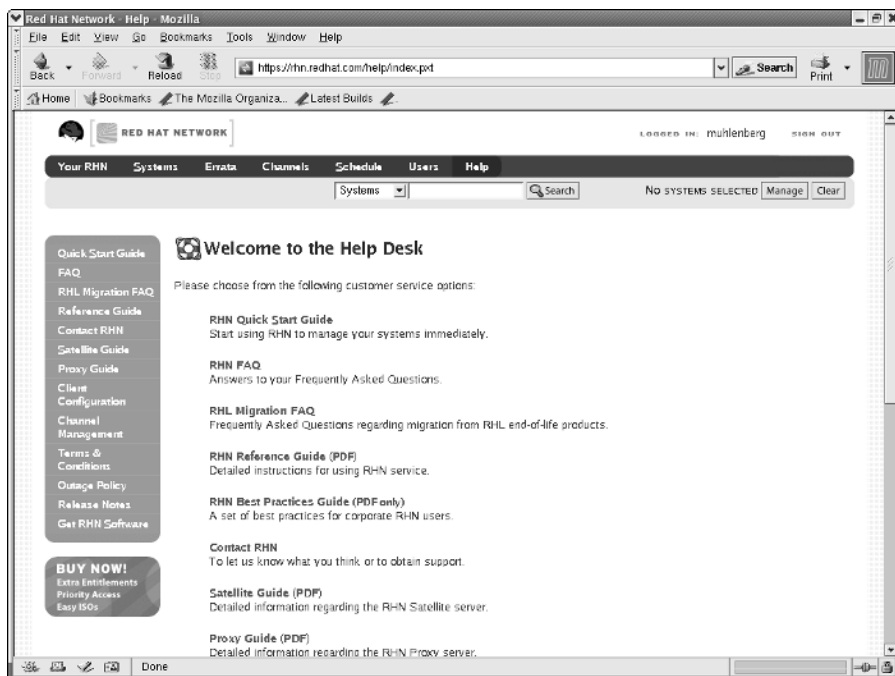 Red Hat Network - Help - Mozilla
File Edit View Go Bookmarks Tools Window Help
Back Forward Reload Stop https://rhn.redhat.com/help/index.pxt Search Print
Home Bookmarks The Mozilla Organiza... Latest Builds
RED HAT NETWORK
LOGGED IN: muhlenberg SIGN OUT
Your RHN Systems Errata Channels Schedule Users Help
Systems Search NO SYSTEMS SELECTED Manage Clear
Quick Start Guide
FAQ
RHL Migration FAQ
Reference Guide
Contact RHN
Satellite Guide
Proxy Guide
Client
Configuration
Channel
Management
Terms &
Conditions
Outage Policy
Release Notes
Get RHN Software
BUY NOW!
Extra Entitlements
Priority Access
Easy ISOs
Welcome to the Help Desk
Please choose from the following customer service options:
RHN Quick Start Guide
Start using RHN to manage your systems immediately.
RHN FAQ
Answers to your Frequently Asked Questions.
RHL Migration FAQ
Frequently Asked Questions regarding migration from RHL end-of-life products.
RHN Reference Guide (PDF)
Detailed instructions for using RHN service.
RHN Best Practices Guide (PDF only)
A set of best practices for corporate RHN users.
Contact RHN
To let us know what you think or to obtain support.
Satellite Guide (PDF)
Detailed information regarding the RHN Satellite server.
Proxy Guide (PDF)
Detailed information regarding the RHN Proxy server.
Done